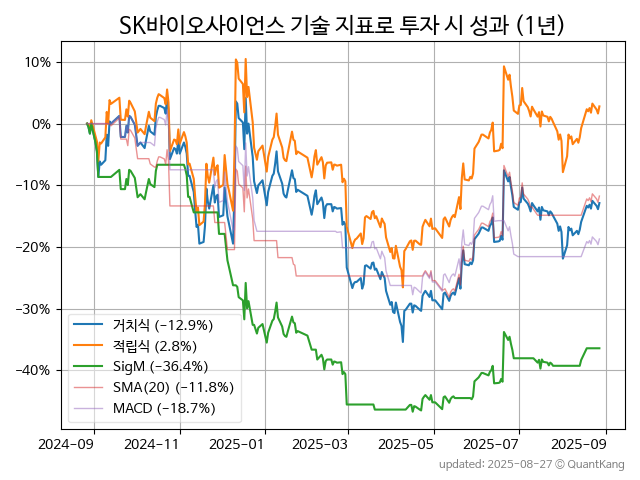 SK바이오사이언스 기술 지표로 투자 시 성과 (1년)
10%
0%
−10%
−20%
−30%
−40%
거치식 (−12.9%)
적립식 (2.8%)
SigM (−36.4%)
SMA(20) (−11.8%)
MACD (−18.7%)
2024-09 2024-11 2025-01 2025-03 2025-05 2025-07 2025-09
updated: 2025-08-27 © QuantKang